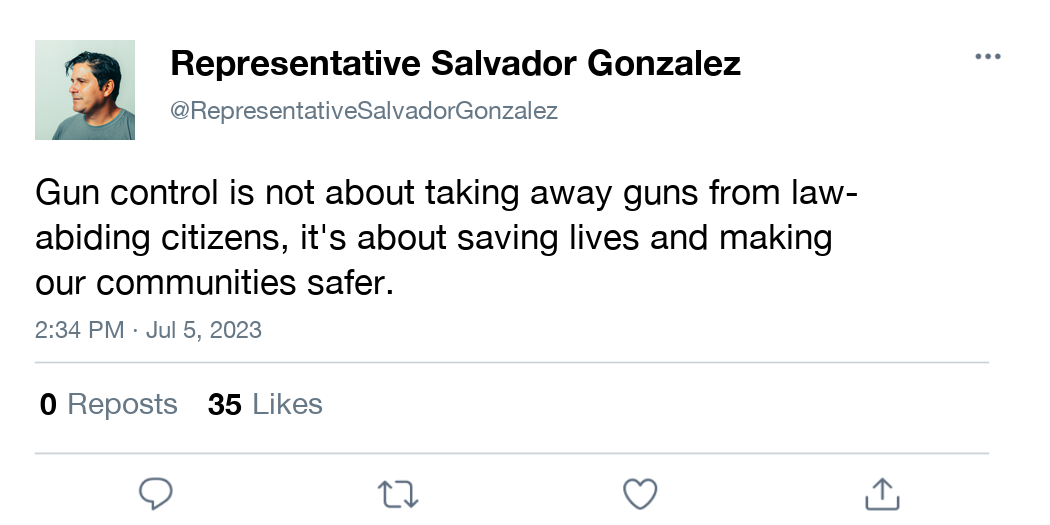 Representative Salvador Gonzalez
@RepresentativeSalvadorGonzalez
Gun control is not about taking away guns from law-
abiding citizens, it's about saving lives and making
our communities safer.
2:34 PM · Jul 5, 2023
0 Reposts 35 Likes